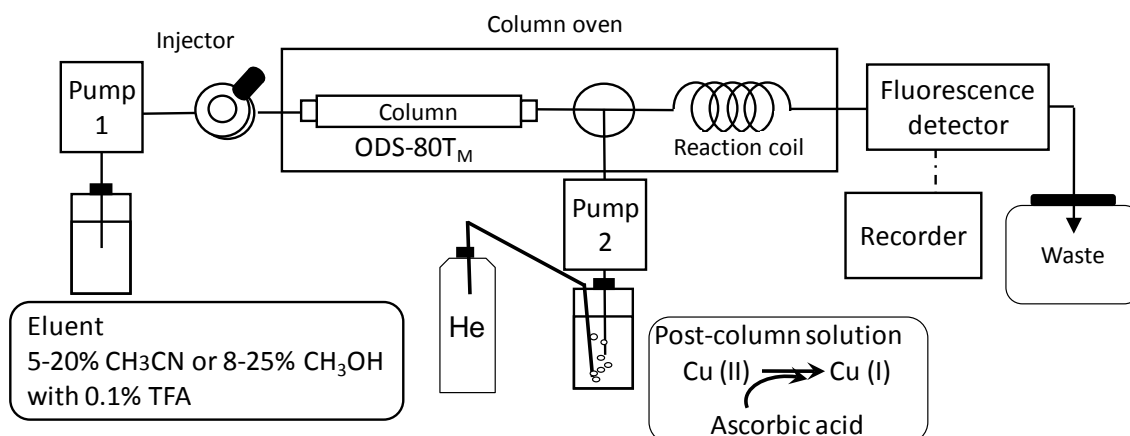 Column oven
Injector
Pump
1
Column
ODS-80TM
Reaction coil
Fluorescence
detector
Pump
2
Recorder
Waste
He
Eluent
5-20% CH3CN or 8-25% CH₃OH
with 0.1% TFA
Post-column solution
Cu (II) Cu (I)
Ascorbic acid